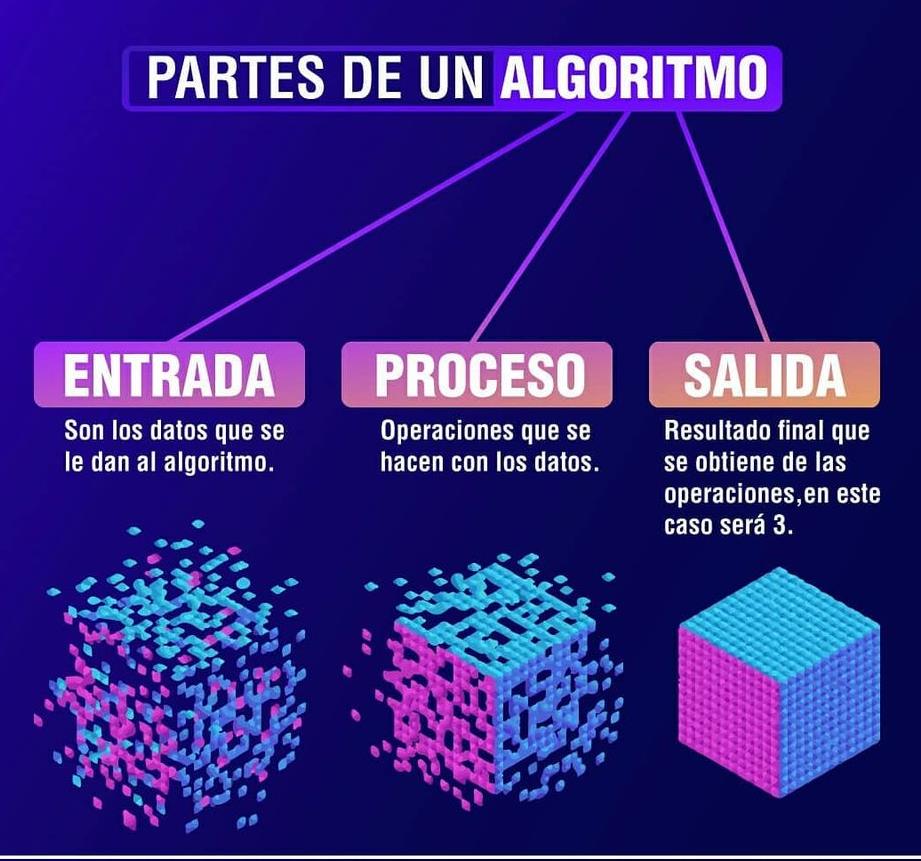 PARTES DE UN ALGORITMO
ENTRADA
Son los datos que se
le dan al algoritmo.
PROCESO
Operaciones que se
hacen con los datos.
SALIDA
Resultado final que
se obtiene de las
operaciones,en este
caso será 3.